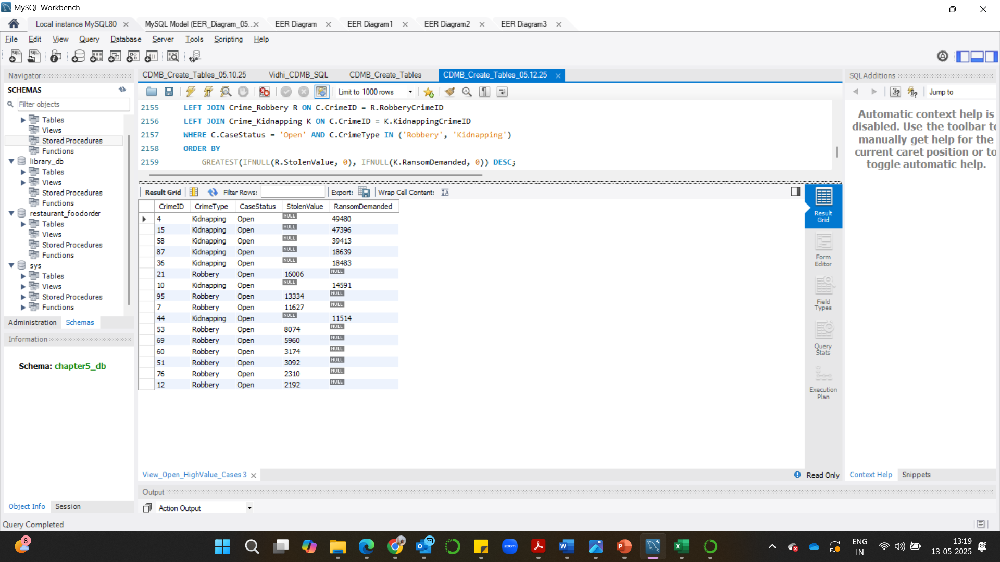 MySQL Workbench
Local instance MySQL80
MySQL Model (EER_Diagram_05...
EER Diagram
EER Diagram1
EER Diagram2
EER Diagram3
File Edit View Query Database Server Tools Scripting Help
Navigator
SCHEMAS
Filter objects
Tables
Views
Stored Procedures
Functions
library_db
Tables
Views
Stored Procedures
Functions
restaurant_foodorder
Tables
Views
Stored Procedures
Functions
sys
Tables
Views
Stored Procedures
Functions
Administration Schemas
Information
Schema: chapter5_db
Object Info Session
CDMB_Create_Tables_05.10.25
Vidhi_CDMB_SQL
CDMB_Create_Tables
CDMB_Create_Tables_05.12.25
Limit to 1000 rows
2155 LEFT JOIN Crime_Robbery R ON C.CrimeID = R.RobberyCrimeID
2156 LEFT JOIN Crime_Kidnapping K ON C.CrimeID = K.KidnappingCrimeID
2157 WHERE C.CaseStatus = 'Open' AND C.CrimeType IN ('Robbery', 'Kidnapping')
2158 ORDER BY
2159 GREATEST(IFNULL(R.StolenValue, 0), IFNULL(K.RansomDemanded, 0)) DESC;
Result Grid Filter Rows: Export: Wrap Cell Content:
CrimeID CrimeType CaseStatus StolenValue RansomDemanded
4 Kidnapping Open NULL 49480
15 Kidnapping Open NULL 47396
58 Kidnapping Open NULL 39413
87 Kidnapping Open NULL 18639
36 Kidnapping Open NULL 18483
21 Robbery Open 16006 NULL
10 Kidnapping Open NULL 14591
95 Robbery Open 13334 NULL
7 Robbery Open 11627 NULL
44 Kidnapping Open NULL 11514
53 Robbery Open 8074 NULL
69 Robbery Open 5960 NULL
60 Robbery Open 3174 NULL
51 Robbery Open 3092 NULL
76 Robbery Open 2310 NULL
12 Robbery Open 2192 NULL
Result
Grid
Form
Editor
Field
Types
Query
Stats
Execution
Plan
View_Open_HighValue_Cases 3
Read Only
Output
Action Output
SQLAdditions
Jump to
Automatic context help is
disabled. Use the toolbar to
manually get help for the
current caret position or to
toggle automatic help.
Context Help Snippets
Query Completed
8
zoom
ENG
IN
13:19
13-05-2025